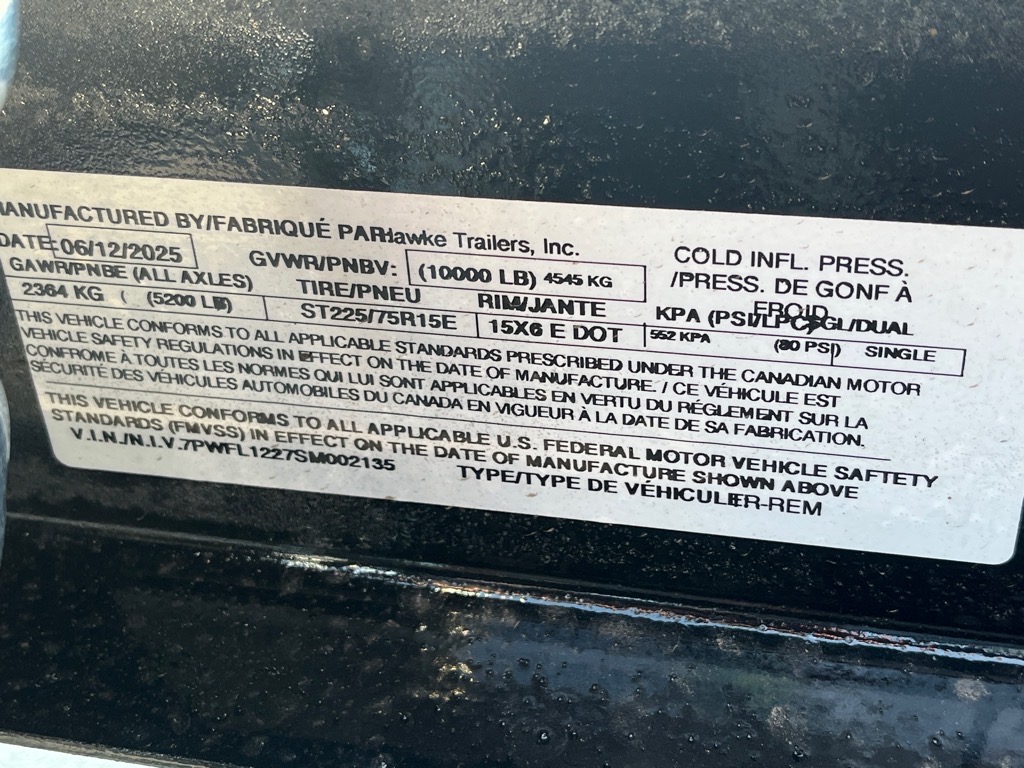 MANUFACTURED BY/FABRIQUÉ PAR: Hawke Trailers, Inc.
DATE: 06/12/2025 GVWR/PNBV: (10000 LB) 4545 KG
COLD INFL. PRESS.
/PRESS. DE GONF À
FROID
GAWR/PNBE (ALL AXLES) TIRE/PNEU RIM/JANTE KPA (PSI/LPC) SGL/DUAL
2364 KG (5200 LB) ST225/75R15E 15X6 E DOT 552 KPA (80 PSI) SINGLE
THIS VEHICLE CONFORMS TO ALL APPLICABLE STANDARDS PRESCRIBED UNDER THE CANADIAN MOTOR
VEHICLE SAFETY REGULATIONS IN EFFECT ON THE DATE OF MANUFACTURE. / CE VÉHICULE EST
CONFROME À TOUTES LES NORMES QUI LUI SONT APPLICABLES EN VERTU DU RÉGLEMENT SUR LA
SÉCURITÉ DES VÉHICULES AUTOMOBILES DU CANADA EN VIGUEUR À LA DATE DE SA FABRICATION.
THIS VEHICLE CONFORMS TO ALL APPLICABLE U.S. FEDERAL MOTOR VEHICLE SAFTETY
STANDARDS (FMVSS) IN EFFECT ON THE DATE OF MANUFACTURE SHOWN ABOVE
V.I.N./N.I.V.:7PWFL1227SM002135 TYPE/TYPE DE VÉHICULE: